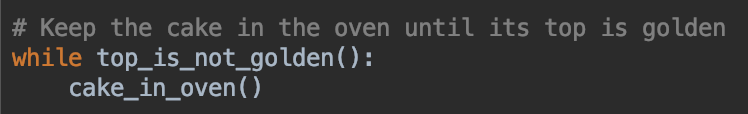 # Keep the cake in the oven until its top is golden
while top_is_not_golden():
    cake_in_oven()